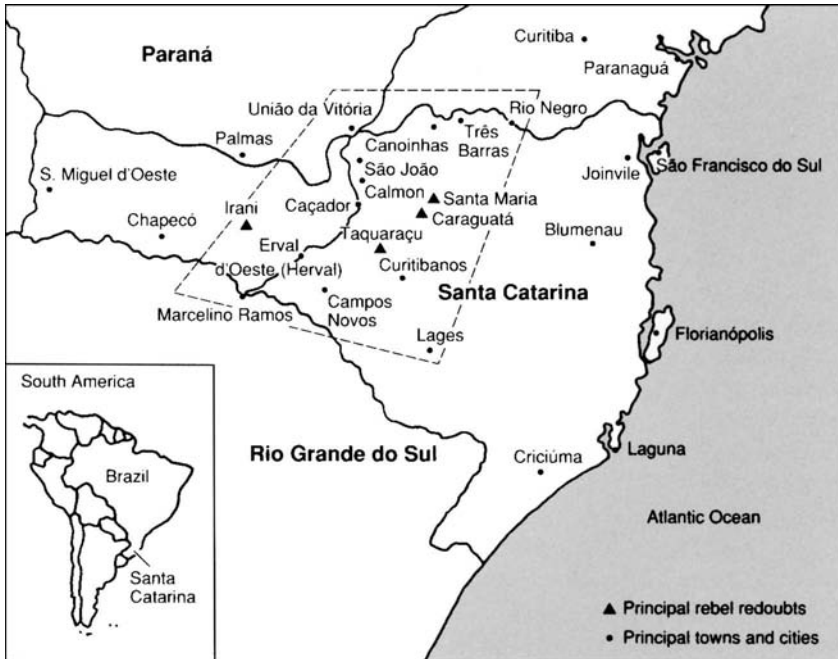 Curitiba
Paraná
Paranaguá
União da Vitória
Rio Negro
Palmas
Canoinhas
Três
Barras
São João
Joinvile
São Francisco do Sul
S. Miguel d'Oeste
Calmon
Santa Maria
Irani
Caçador
Caraguatá
Chapecó
Taquaraçu
Blumenau
Erval
d'Oeste (Herval)
Curitibanos
Santa Catarina
Marcelino Ramos
Campos
Novos
Florianópolis
Lages
South America
Rio Grande do Sul
Laguna
Criciúma
Brazil
Atlantic Ocean
Santa
Catarina
Principal rebel redoubts
Principal towns and cities